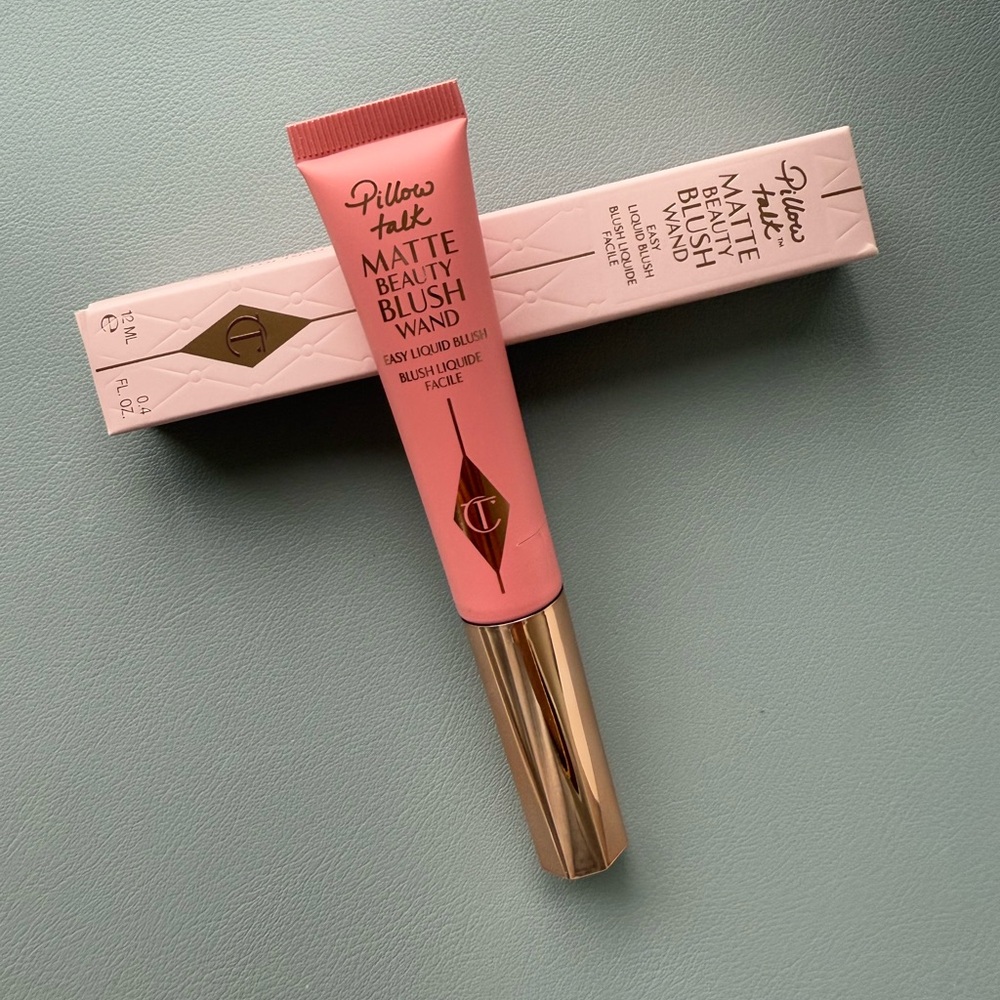 Pillow
talk
MATTE
BEAUTY
BLUSH
WAND
EASY LIQUID BLUSH
BLUSH LIQUIDE
FACILE
CT
Pillow
talk™
MATTE
BEAUTY
BLUSH
WAND
EASY
LIQUID BLUSH
BLUSH LIQUIDE
FACILE
CT
12 ML
0.4
FL. OZ.